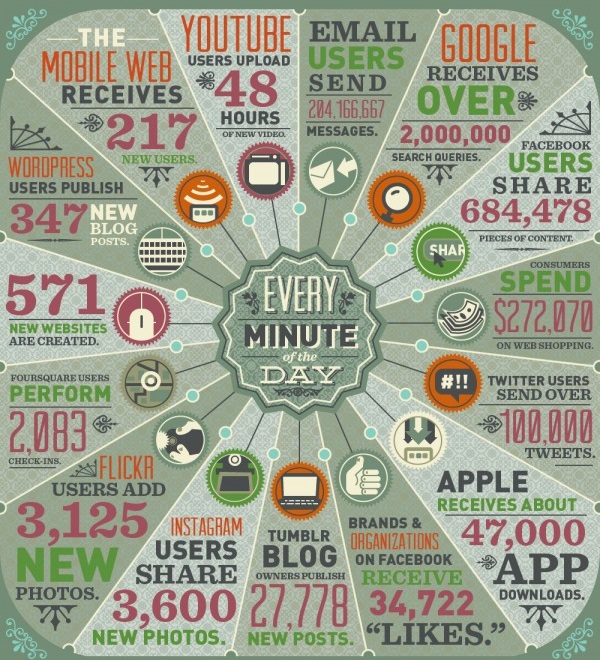 EVERY
MINUTE
of the
DAY
THE
MOBILE WEB
RECEIVES
217
NEW USERS.
YOUTUBE
USERS UPLOAD
48
HOURS
OF NEW VIDEO.
EMAIL
USERS
SEND
204,166,667
MESSAGES.
GOOGLE
RECEIVES
OVER
2,000,000
SEARCH QUERIES.
FACEBOOK
USERS
SHARE
684,478
PIECES OF CONTENT.
SHAR
CONSUMERS
SPEND
$272,070
ON WEB SHOPPING.
#!!
TWITTER USERS
SEND OVER
100,000
TWEETS.
APPLE
RECEIVES ABOUT
47,000
APP
DOWNLOADS.
BRANDS &
ORGANIZATIONS
ON FACEBOOK
RECEIVE
34,722
"LIKES."
TUMBLR
BLOG
OWNERS PUBLISH
27,778
NEW POSTS.
INSTAGRAM
USERS
SHARE
3,600
NEW PHOTOS.
FLICKR
USERS ADD
3,125
NEW
PHOTOS.
FOURSQUARE USERS
PERFORM
2,083
CHECK-INS.
571
NEW WEBSITES
ARE CREATED.
WORDPRESS
USERS PUBLISH
347 NEW
BLOG
POSTS.